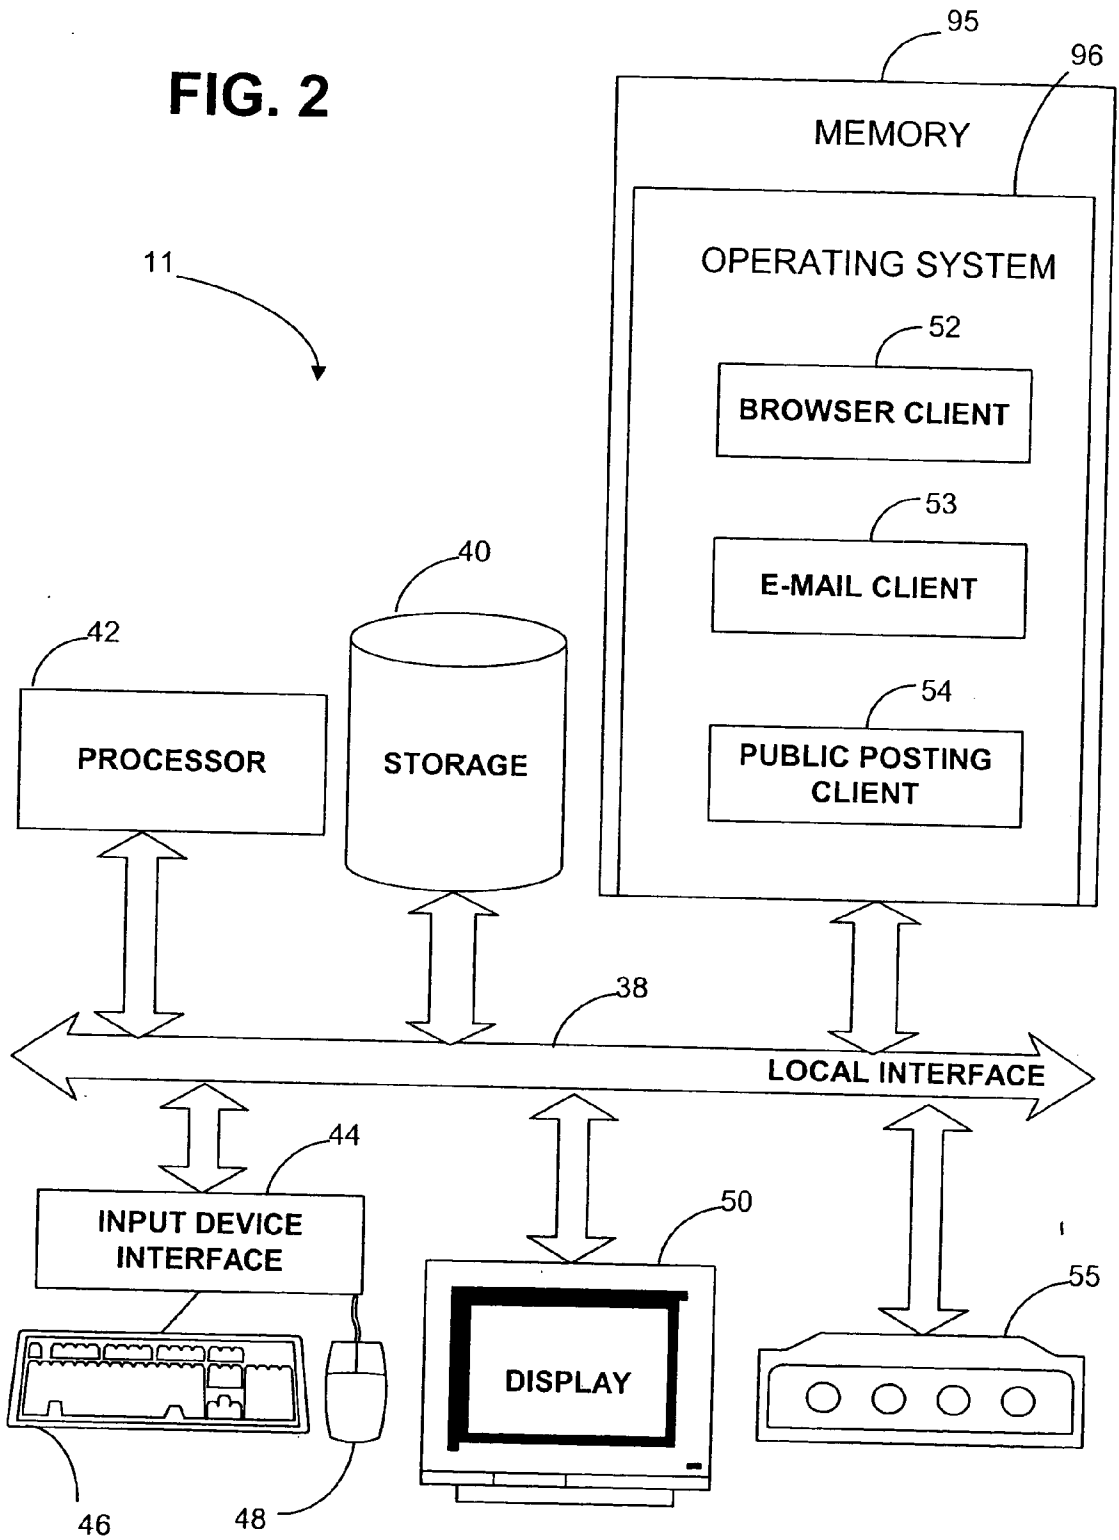 95
96
FIG. 2
MEMORY
11
OPERATING SYSTEM
52
BROWSER CLIENT
53
E-MAIL CLIENT
40
42
54
PROCESSOR
STORAGE
PUBLIC POSTING
CLIENT
38
LOCAL INTERFACE
44
INPUT DEVICE
INTERFACE
50
55
DISPLAY
46
48